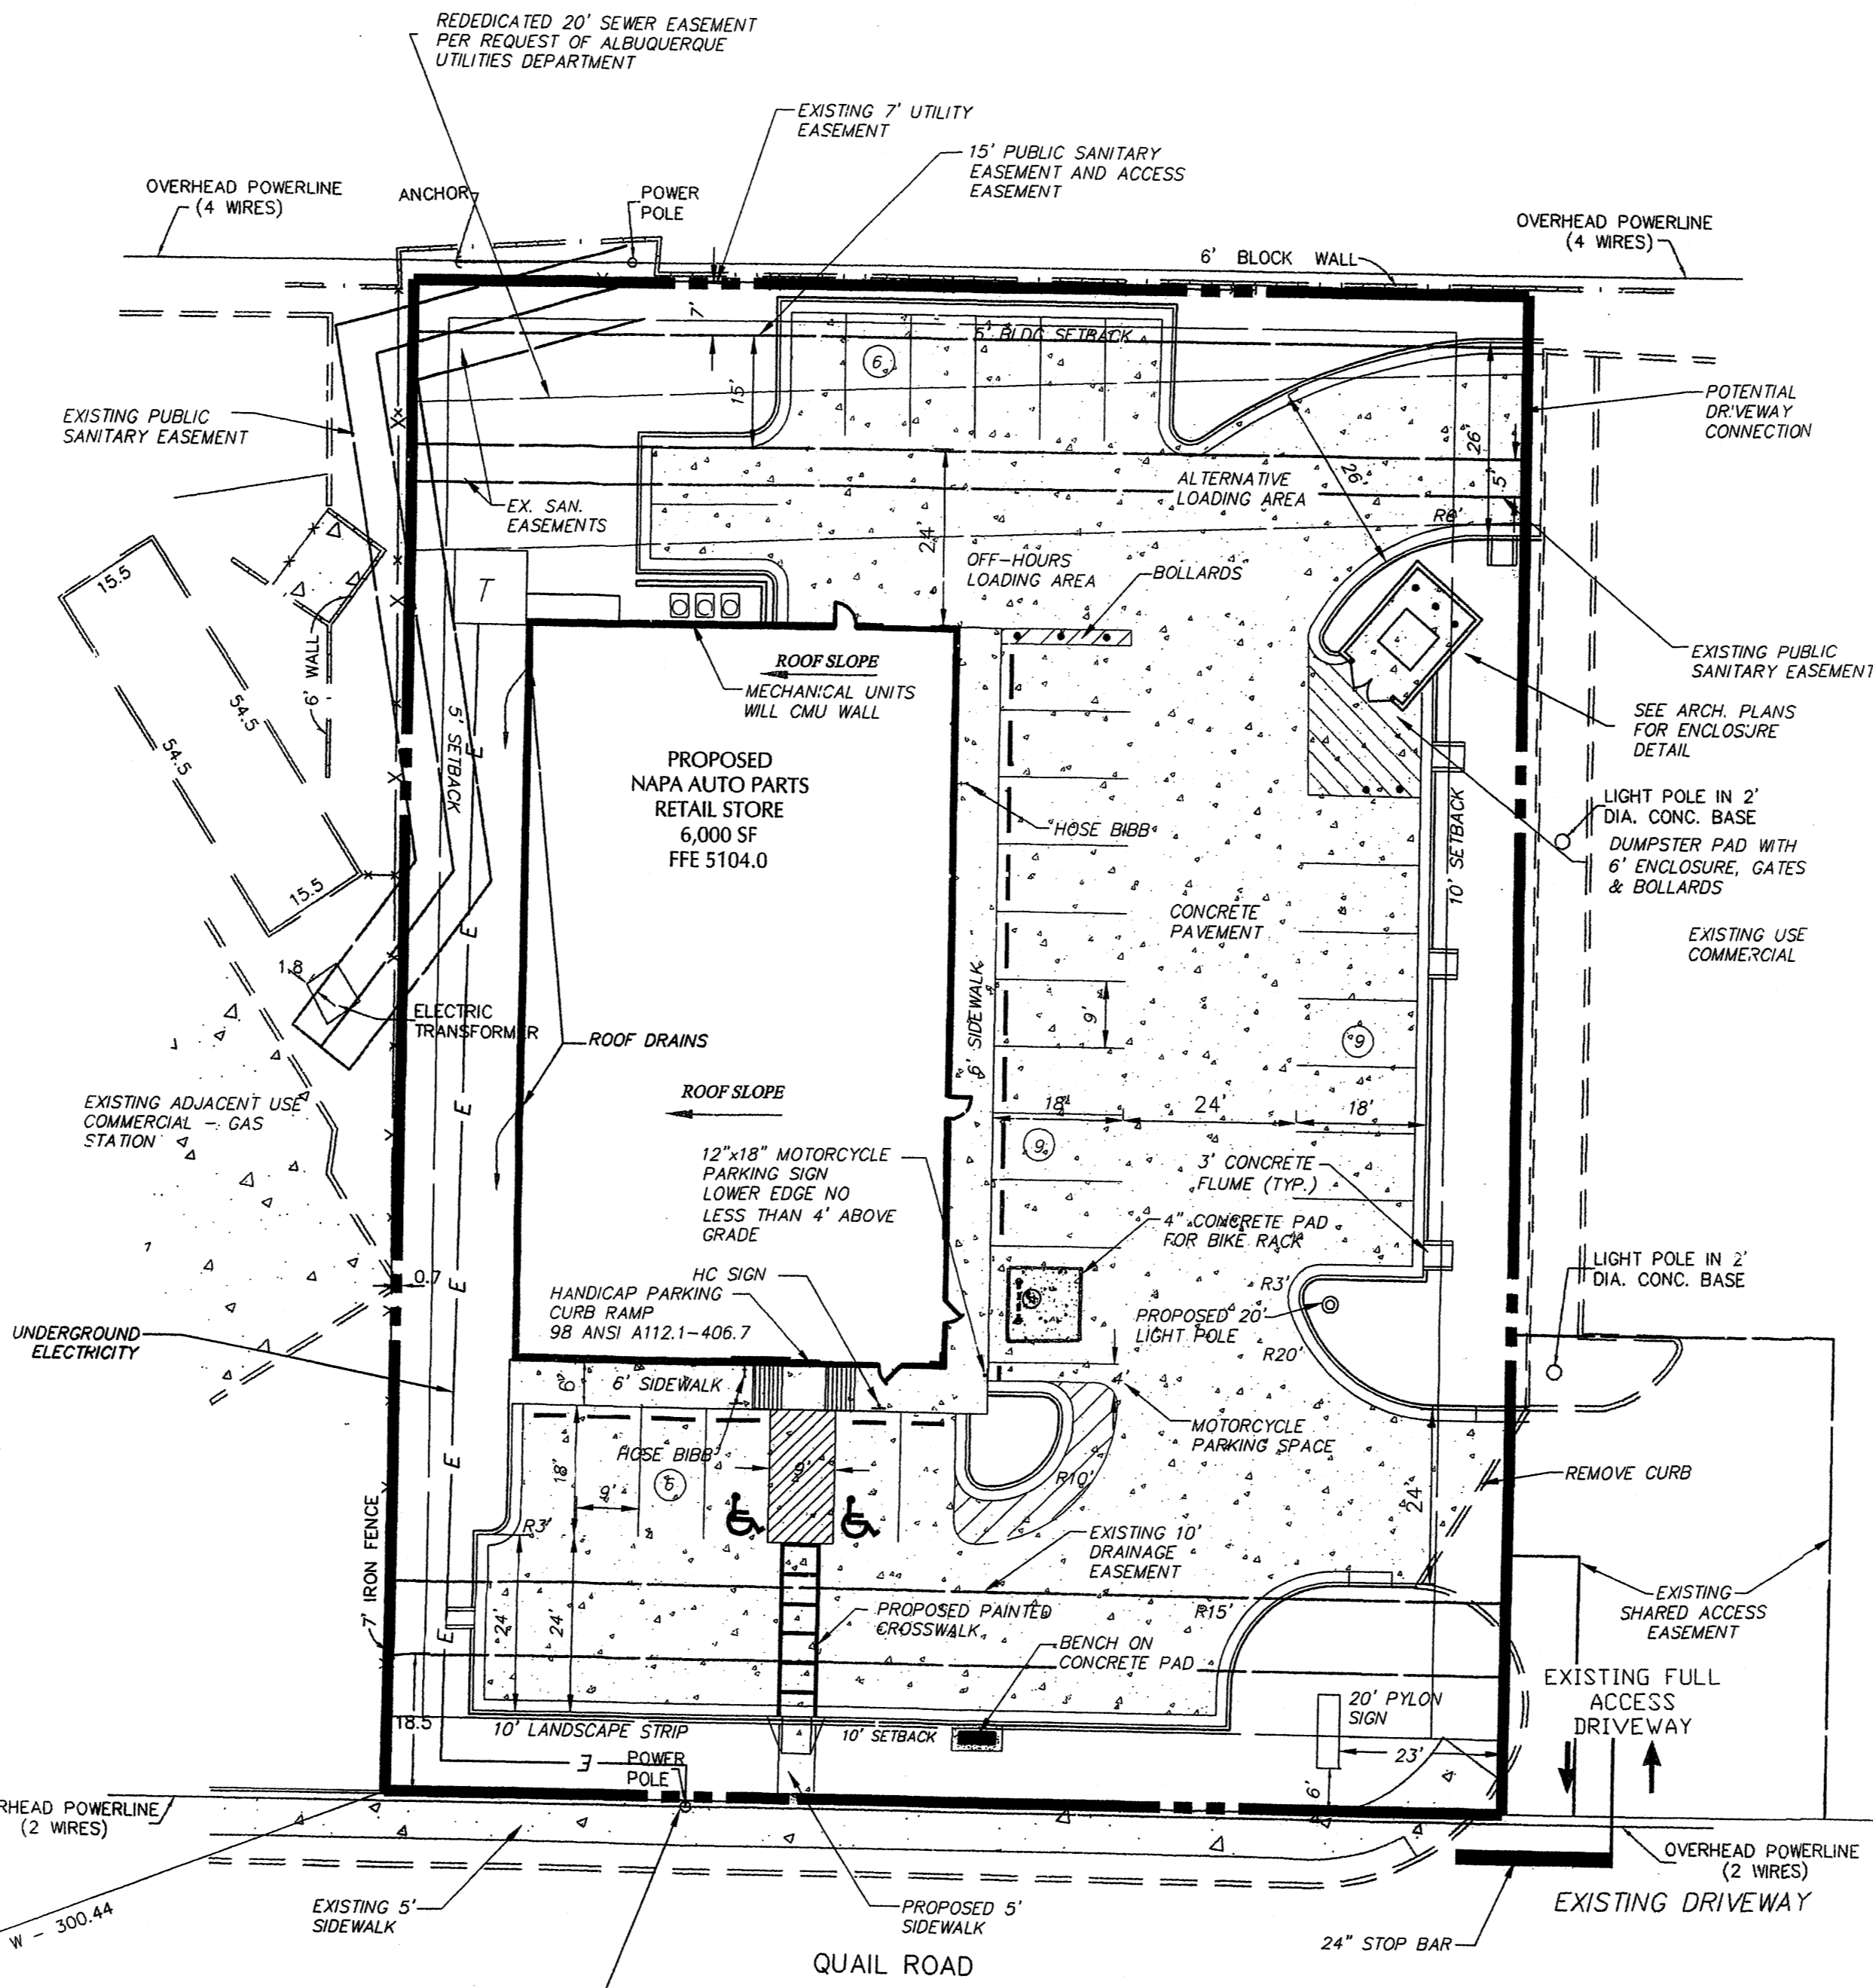 REDEDICATED 20' SEWER EASEMENT
PER REQUEST OF ALBUQUERQUE
UTILITIES DEPARTMENT
EXISTING 7' UTILITY
EASEMENT
15' PUBLIC SANITARY
EASEMENT AND ACCESS
EASEMENT
OVERHEAD POWERLINE
(4 WIRES)
ANCHOR
POWER
POLE
OVERHEAD POWERLINE
(4 WIRES)
6' BLOCK WALL
7'
5' BLDG SETBACK
6
15'
26'
POTENTIAL
DRIVEWAY
CONNECTION
EXISTING PUBLIC
SANITARY EASEMENT
ALTERNATIVE
LOADING AREA
26'
5'
R8'
EX. SAN.
EASEMENTS
24'
OFF-HOURS
LOADING AREA
BOLLARDS
15.5
T
6' WALL
ROOF SLOPE
MECHANICAL UNITS
WILL CMU WALL
EXISTING PUBLIC
SANITARY EASEMENT
54.5
54.5
5' SETBACK
E
SEE ARCH. PLANS
FOR ENCLOSURE
DETAIL
PROPOSED
NAPA AUTO PARTS
RETAIL STORE
6,000 SF
FFE 5104.0
HOSE BIBB
10' SETBACK
LIGHT POLE IN 2'
DIA. CONC. BASE
DUMPSTER PAD WITH
6' ENCLOSURE, GATES
& BOLLARDS
15.5
E
CONCRETE
PAVEMENT
EXISTING USE
COMMERCIAL
1.8
ELECTRIC
TRANSFORMER
6' SIDEWALK
9'
9
ROOF DRAINS
EXISTING ADJACENT USE
COMMERCIAL - GAS
STATION
E
ROOF SLOPE
18'
24'
18'
9
12"x18" MOTORCYCLE
PARKING SIGN
LOWER EDGE NO
LESS THAN 4' ABOVE
GRADE
3' CONCRETE
FLUME (TYP.)
E
4" CONCRETE PAD
FOR BIKE RACK
0.7
E
HC SIGN
HANDICAP PARKING
CURB RAMP
98 ANSI A112.1-406.7
R3'
PROPOSED 20'
LIGHT POLE
R20'
LIGHT POLE IN 2'
DIA. CONC. BASE
UNDERGROUND
ELECTRICITY
6'
6' SIDEWALK
4'
MOTORCYCLE
PARKING SPACE
HOSE BIBB
E
18'
9'
9'
R10'
24'
REMOVE CURB
7' IRON FENCE
R3'
EXISTING 10'
DRAINAGE
EASEMENT
E
24'
24'
PROPOSED PAINTED
CROSSWALK
R15'
EXISTING
SHARED ACCESS
EASEMENT
BENCH ON
CONCRETE PAD
EXISTING FULL
ACCESS
DRIVEWAY
18.5
10' LANDSCAPE STRIP
10' SETBACK
20' PYLON
SIGN
23'
6'
E
POWER
POLE
RHEAD POWERLINE
(2 WIRES)
OVERHEAD POWERLINE
(2 WIRES)
EXISTING DRIVEWAY
EXISTING 5'
SIDEWALK
PROPOSED 5'
SIDEWALK
W - 300.44
24" STOP BAR
QUAIL ROAD